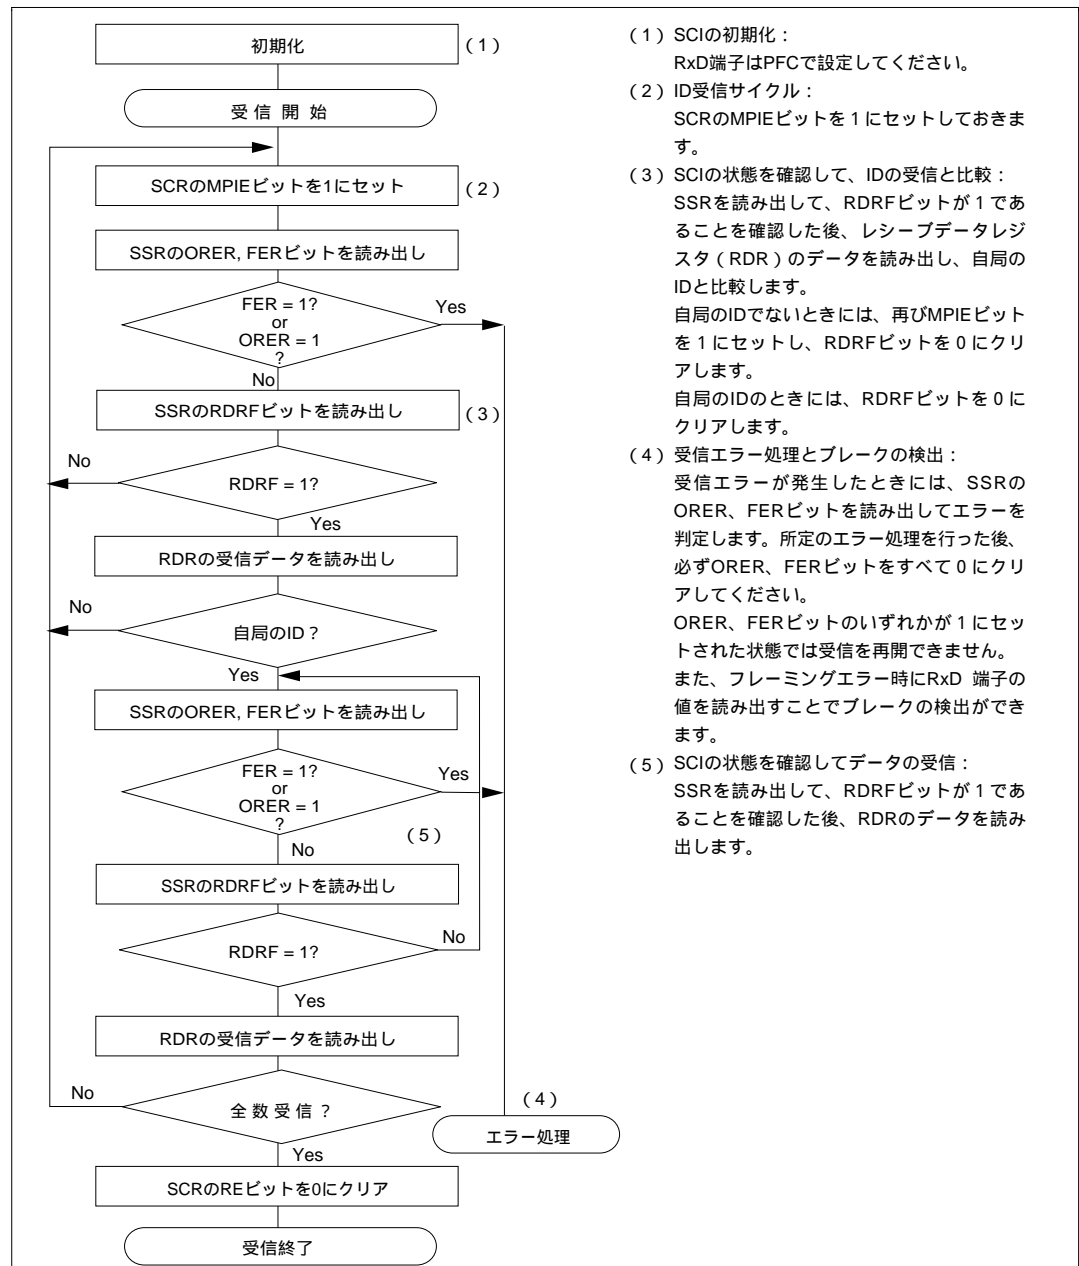 初期化
(1)
受信開始
SCRのMPIEビットを1にセット
(2)
SSRのORER, FERビットを読み出し
FER = 1?
or
ORER = 1
?
Yes
No
SSRのRDRFビットを読み出し
(3)
No
RDRF = 1?
Yes
RDRの受信データを読み出し
No
自局のID?
Yes
SSRのORER, FERビットを読み出し
FER = 1?
or
ORER = 1
?
Yes
(5)
No
SSRのRDRFビットを読み出し
RDRF = 1?
No
Yes
RDRの受信データを読み出し
No
全数受信?
(4)
エラー処理
Yes
SCRのREビットを0にクリア
受信終了
(1)SCIの初期化:
RxD端子はPFCで設定してください。
(2)ID受信サイクル:
SCRのMPIEビットを1にセットしておきま
す。
(3)SCIの状態を確認して、IDの受信と比較:
SSRを読み出して、RDRFビットが1であ
ることを確認した後、レシーブデータレジ
スタ(RDR)のデータを読み出し、自局の
IDと比較します。
自局のIDでないときには、再びMPIEビット
を1にセットし、RDRFビットを0にクリ
アします。
自局のIDのときには、RDRFビットを0に
クリアします。
(4)受信エラー処理とブレークの検出:
受信エラーが発生したときには、SSRの
ORER、FERビットを読み出してエラーを
判定します。所定のエラー処理を行った後、
必ずORER、FERビットをすべて0にクリ
アしてください。
ORER、FERビットのいずれかが1にセッ
トされた状態では受信を再開できません。
また、フレーミングエラー時にRxD 端子の
値を読み出すことでブレークの検出ができ
ます。
(5)SCIの状態を確認してデータの受信:
SSRを読み出して、RDRFビットが1であ
ることを確認した後、RDRのデータを読み
出します。